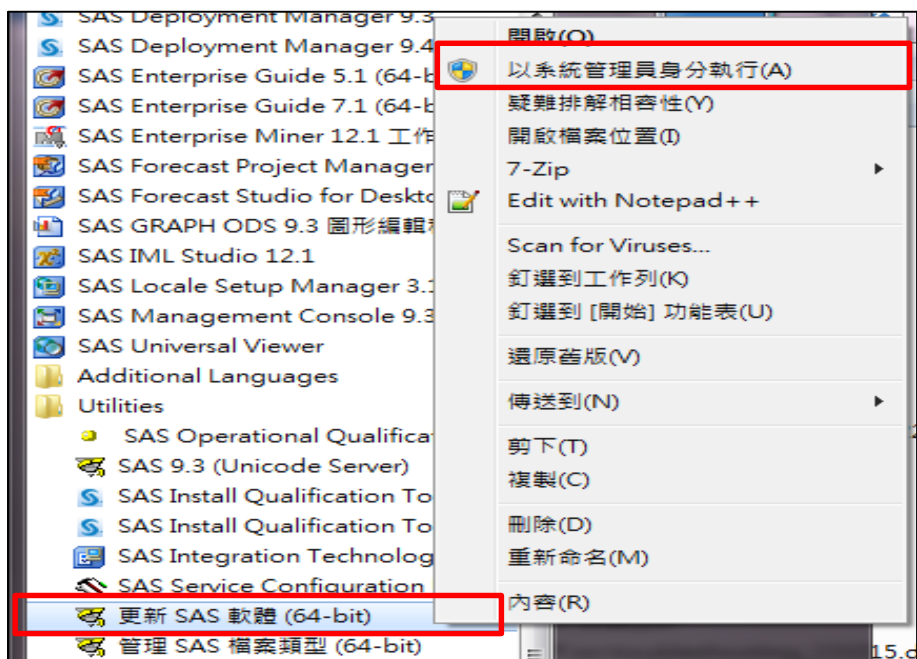 SAS Deployment Manager 9.3
SAS Deployment Manager 9.4
SAS Enterprise Guide 5.1 (64-b
SAS Enterprise Guide 7.1 (64-b
SAS Enterprise Miner 12.1 工作
SAS Forecast Project Manager
SAS Forecast Studio for Deskto
SAS GRAPH ODS 9.3 圖形編輯
SAS IML Studio 12.1
SAS Locale Setup Manager 3.1
SAS Management Console 9.3
SAS Universal Viewer
Additional Languages
Utilities
SAS Operational Qualifica
SAS 9.3 (Unicode Server)
SAS Install Qualification To
SAS Install Qualification To
SAS Integration Technolog
SAS Service Configuration
更新 SAS 軟體 (64-bit)
管理 SAS 檔案類型 (64-bit)
開啟(O)
以系統管理員身分執行(A)
疑難排解相容性(Y)
開啟檔案位置(I)
7-Zip
Edit with Notepad++
Scan for Viruses...
釘選到工作列(K)
釘選到 [開始] 功能表(U)
還原舊版(V)
傳送到(N)
剪下(T)
複製(C)
刪除(D)
重新命名(M)
內容(R)
15.